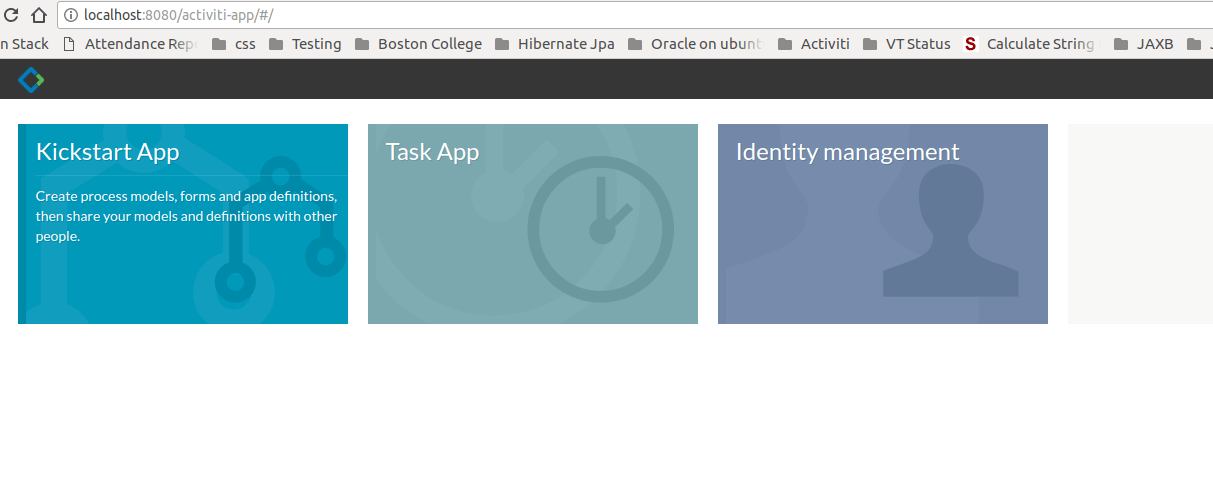 localhost:8080/activiti-app/#/
n Stack Attendance Rep css Testing Boston College Hibernate Jpa Oracle on ubunt Activiti VT Status S Calculate String JAXB
Kickstart App
Create process models, forms and app definitions,
then share your models and definitions with other
people.
Task App
Identity management